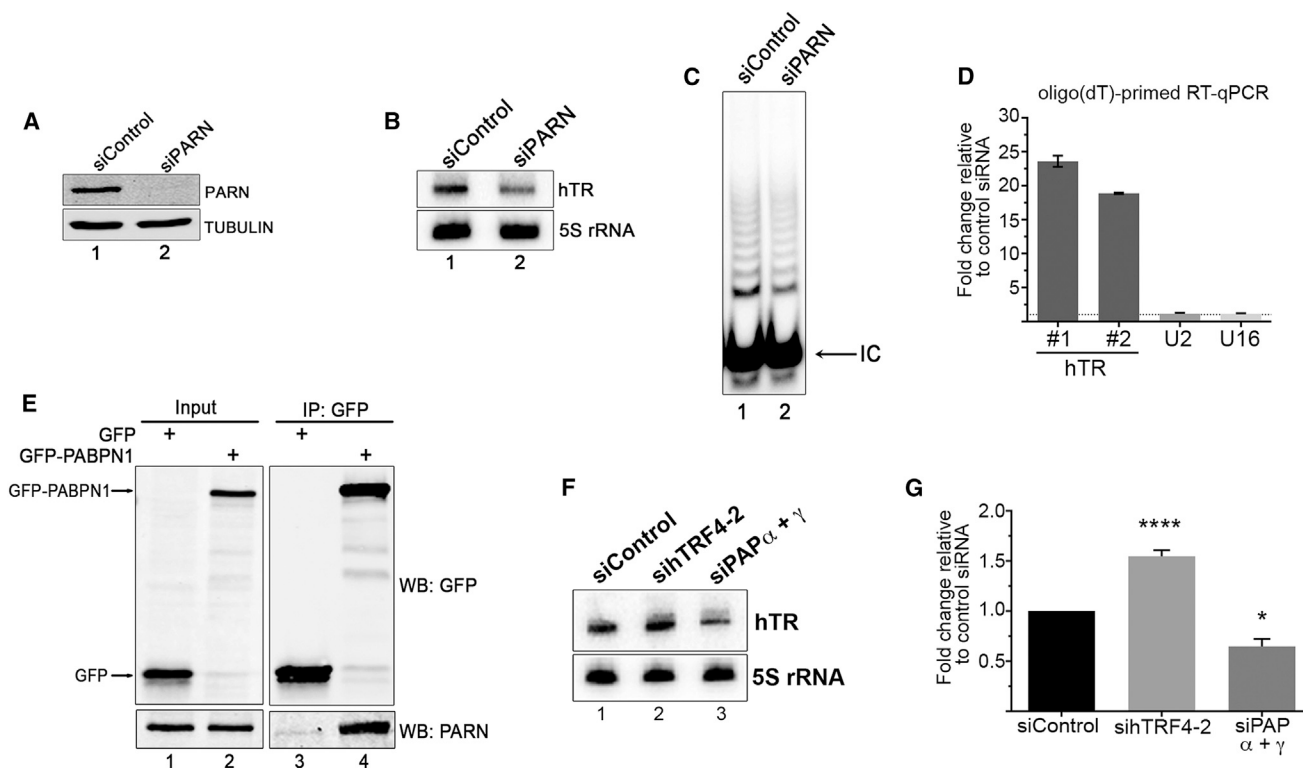 A
siControl
siPARN
PARN
TUBULIN
1 2
B
siControl
siPARN
hTR
5S rRNA
1 2
C
siControl
siPARN
IC
1 2
D
oligo(dT)-primed RT-qPCR
Fold change relative
to control siRNA
30
25
20
15
10
5
#1 #2 U2 U16
hTR
E
Input IP: GFP
GFP + +
GFP-PABPN1 + +
GFP-PABPN1
WB: GFP
GFP
WB: PARN
1 2 3 4
F
siControl
sihTRF4-2
siPAPα + γ
hTR
5S rRNA
1 2 3
G
Fold change relative
to control siRNA
2.0
1.5
1.0
0.5
****
*
siControl sihTRF4-2 siPAP
α + γ